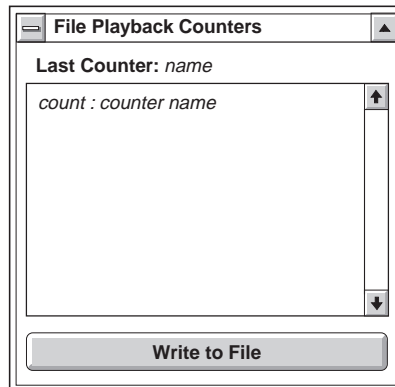 File Playback Counters
Last Counter: name
count : counter name
Write to File